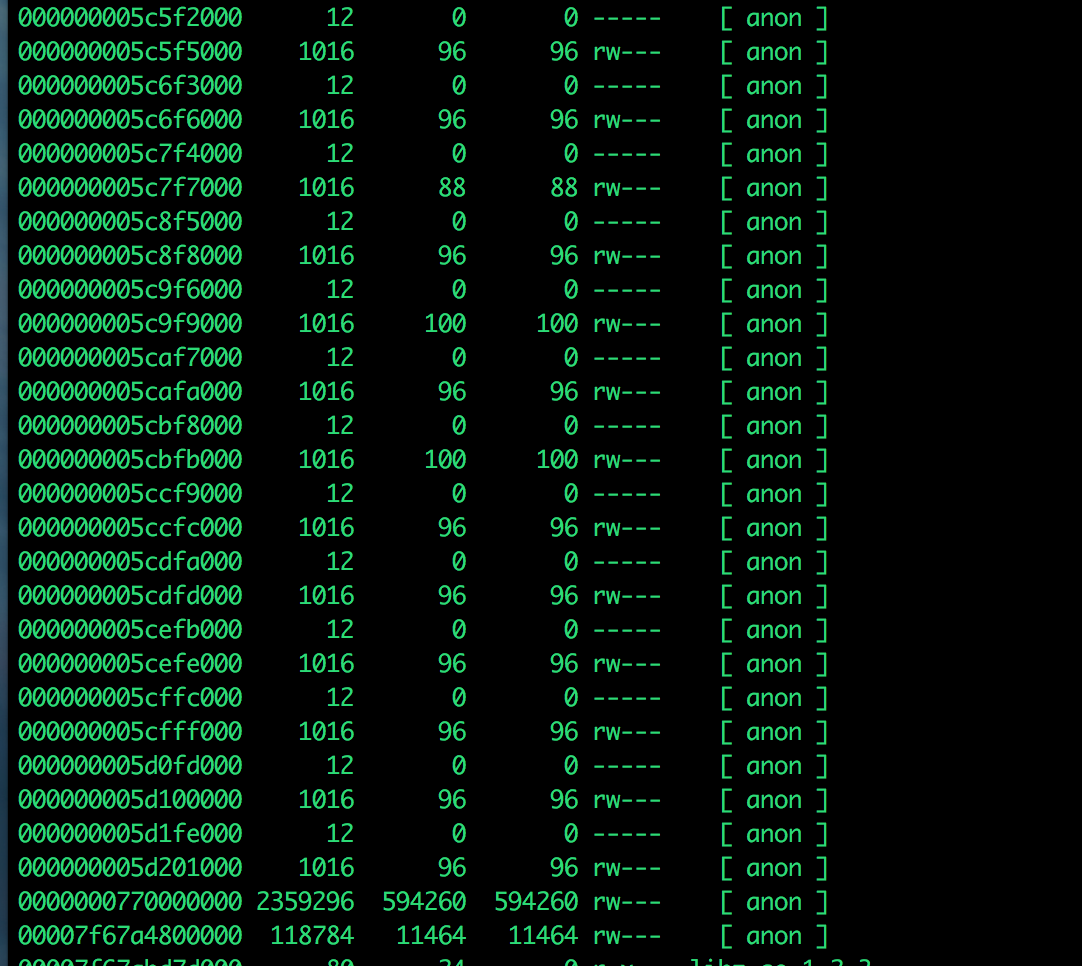 000000005c5f2000 12 0 0 ----- [ anon ]
000000005c5f5000 1016 96 96 rw--- [ anon ]
000000005c6f3000 12 0 0 ----- [ anon ]
000000005c6f6000 1016 96 96 rw--- [ anon ]
000000005c7f4000 12 0 0 ----- [ anon ]
000000005c7f7000 1016 88 88 rw--- [ anon ]
000000005c8f5000 12 0 0 ----- [ anon ]
000000005c8f8000 1016 96 96 rw--- [ anon ]
000000005c9f6000 12 0 0 ----- [ anon ]
000000005c9f9000 1016 100 100 rw--- [ anon ]
000000005caf7000 12 0 0 ----- [ anon ]
000000005cafa000 1016 96 96 rw--- [ anon ]
000000005cbf8000 12 0 0 ----- [ anon ]
000000005cbfb000 1016 100 100 rw--- [ anon ]
000000005ccf9000 12 0 0 ----- [ anon ]
000000005ccfc000 1016 96 96 rw--- [ anon ]
000000005cdfa000 12 0 0 ----- [ anon ]
000000005cdfd000 1016 96 96 rw--- [ anon ]
000000005cefb000 12 0 0 ----- [ anon ]
000000005cefe000 1016 96 96 rw--- [ anon ]
000000005cffc000 12 0 0 ----- [ anon ]
000000005cfff000 1016 96 96 rw--- [ anon ]
000000005d0fd000 12 0 0 ----- [ anon ]
000000005d100000 1016 96 96 rw--- [ anon ]
000000005d1fe000 12 0 0 ----- [ anon ]
000000005d201000 1016 96 96 rw--- [ anon ]
0000000770000000 2359296 594260 594260 rw--- [ anon ]
00007f67a4800000 118784 11464 11464 rw--- [ anon ]